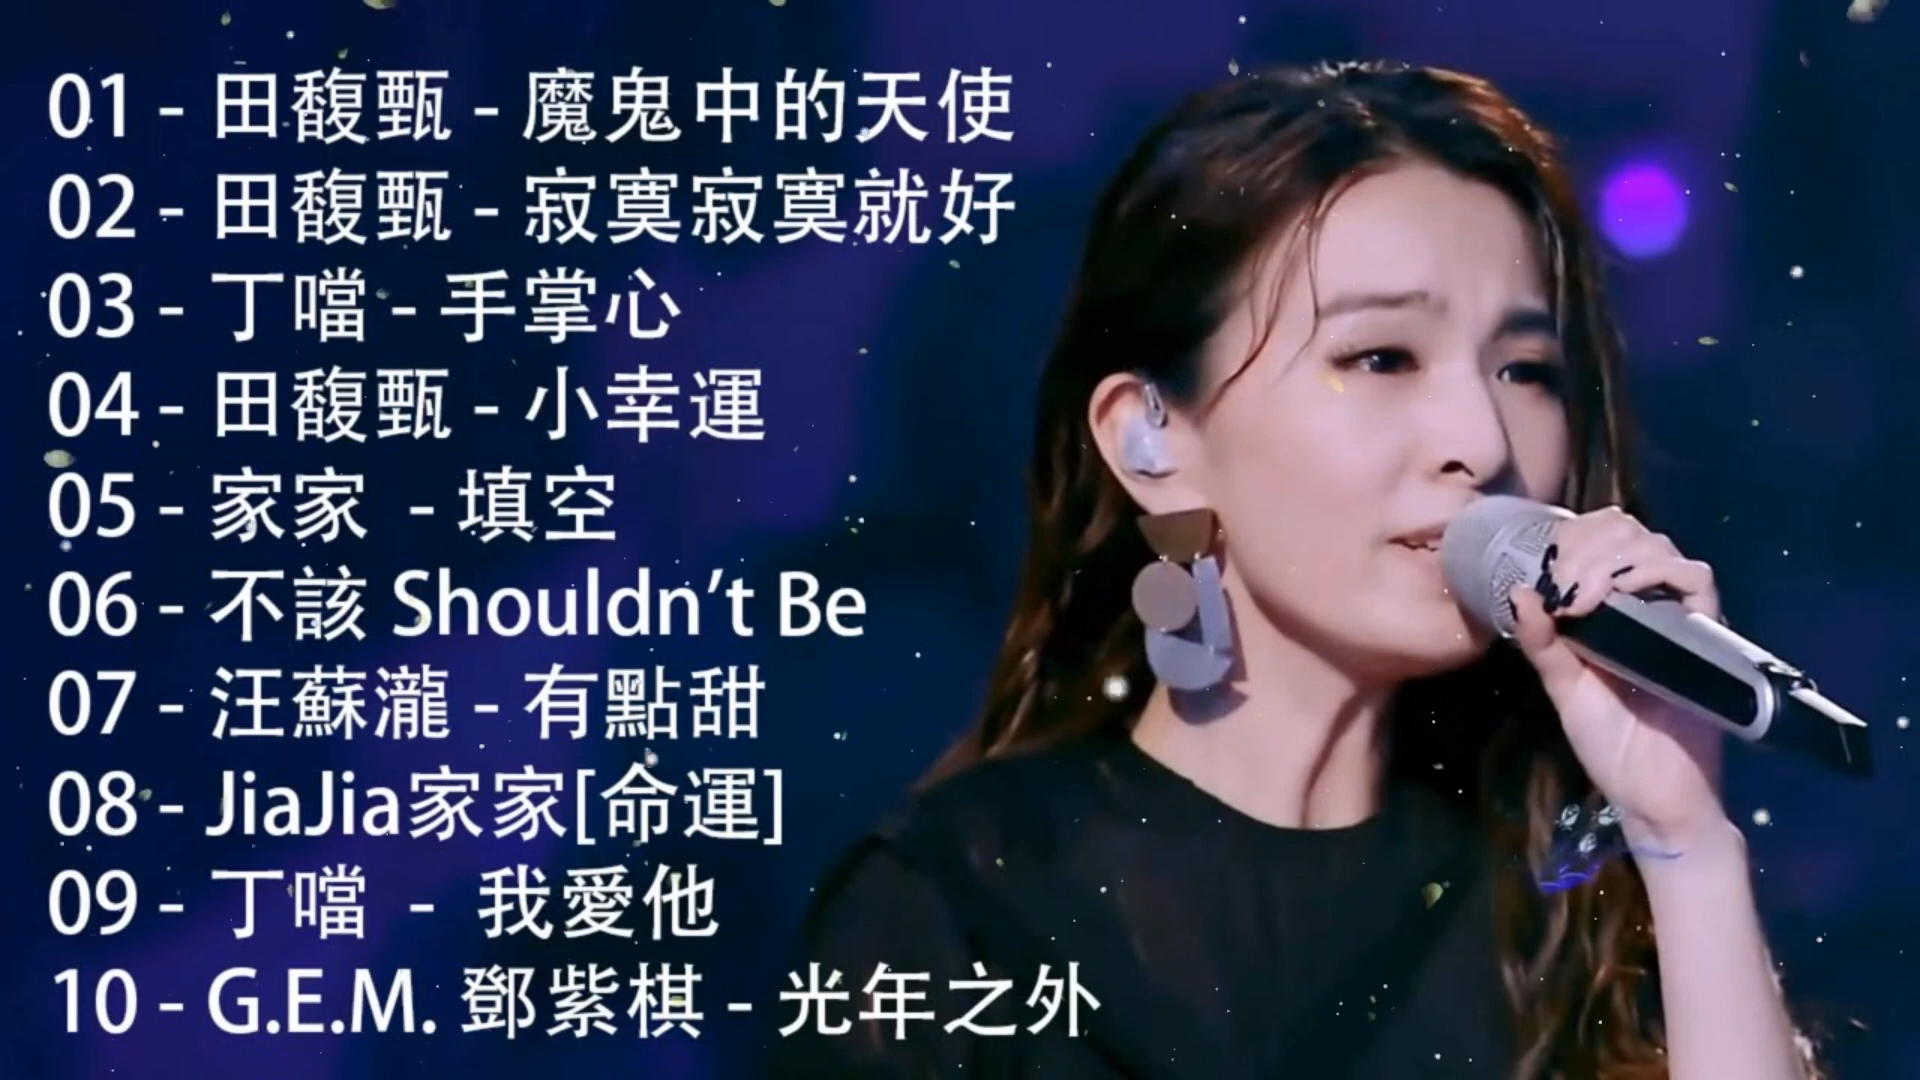 01 - 田馥甄 - 魔鬼中的天使
02 - 田馥甄 - 寂寞寂寞就好
03 - 丁噹 - 手掌心
04 - 田馥甄 - 小幸運
05 - 家家 - 填空
06 - 不該 Shouldn't Be
07 - 汪蘇瀧 - 有點甜
08 - JiaJia家家[命運]
09 - 丁噹 - 我愛他
10 - G.E.M. 鄧紫棋 - 光年之外